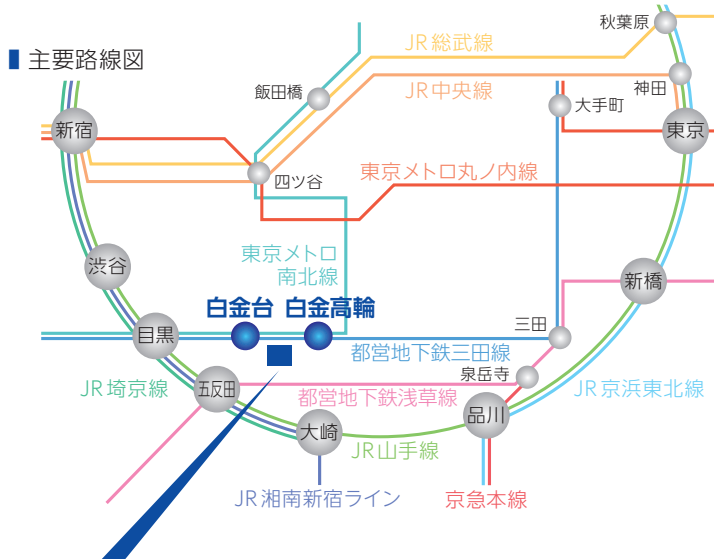 主要路線図
秋葉原
JR総武線
飯田橋
JR中央線
神田
大手町
新宿
東京
四ツ谷
東京メトロ丸ノ内線
東京メトロ
南北線
渋谷
新橋
白金台
白金高輪
三田
目黒
都営地下鉄三田線
泉岳寺
JR埼京線
五反田
都営地下鉄浅草線
JR京浜東北線
品川
大崎
JR山手線
JR湘南新宿ライン
京急本線